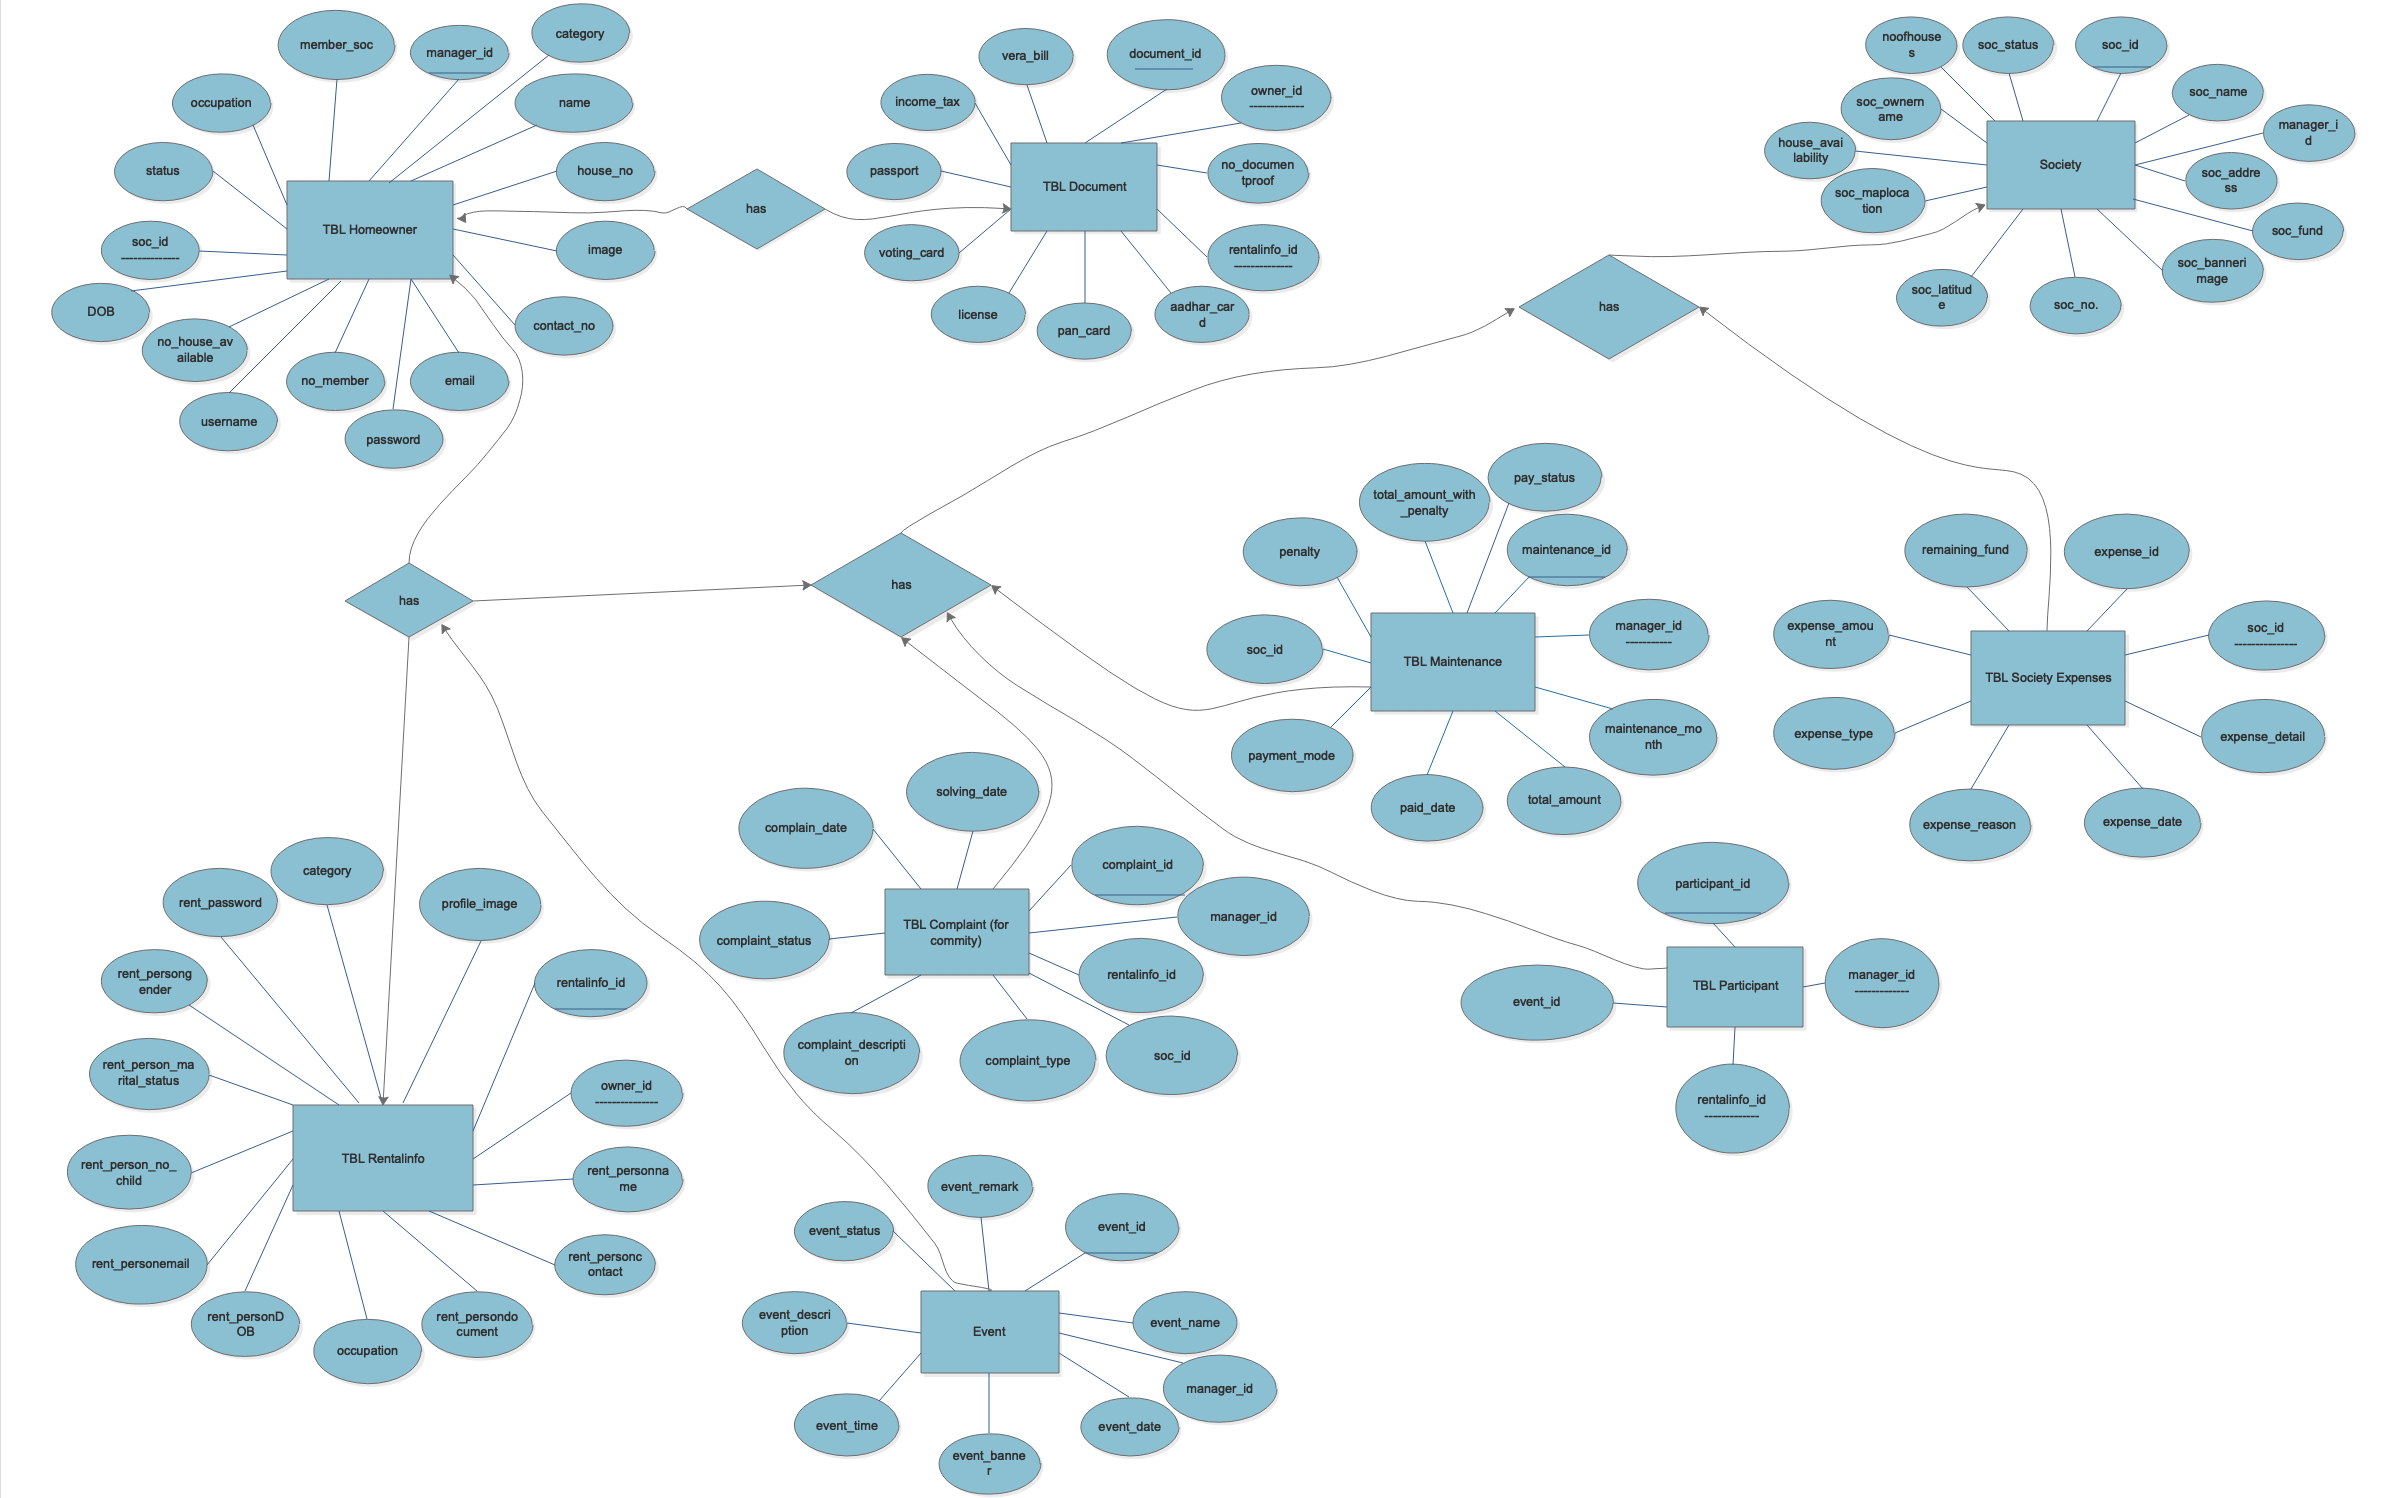 member_soc
manager_id
category
occupation
name
status
house_no
TBL Homeowner
soc_id
--------------
image
DOB
no_house_av
ailable
contact_no
username
no_member
email
password
has
vera_bill
document_id
income_tax
owner_id
-------------
passport
TBL Document
no_documen
tproof
voting_card
rentalinfo_id
--------------
license
pan_card
aadhar_car
d
noofhouse
s
soc_status
soc_id
soc_name
soc_ownern
ame
manager_i
d
house_avai
lability
Society
soc_addre
ss
soc_maploca
tion
soc_fund
soc_banneri
mage
soc_latitud
e
soc_no.
has
has
has
total_amount_with
_penalty
pay_status
penalty
maintenance_id
soc_id
manager_id
-----------
TBL Maintenance
payment_mode
maintenance_mo
nth
paid_date
total_amount
remaining_fund
expense_id
expense_amou
nt
soc_id
---------------
TBL Society Expenses
expense_type
expense_detail
expense_reason
expense_date
solving_date
complain_date
complaint_id
complaint_status
TBL Complaint (for
commity)
manager_id
rentalinfo_id
complaint_descripti
on
complaint_type
soc_id
participant_id
manager_id
-------------
event_id
TBL Participant
rentalinfo_id
-------------
category
rent_password
profile_image
rent_persong
ender
rentalinfo_id
rent_person_ma
rital_status
owner_id
---------------
TBL Rentalinfo
rent_person_no_
child
rent_personna
me
rent_personemail
rent_personc
ontact
rent_personD
OB
occupation
rent_persondo
cument
event_remark
event_status
event_id
event_descri
ption
Event
event_name
manager_id
event_time
event_date
event_banne
r